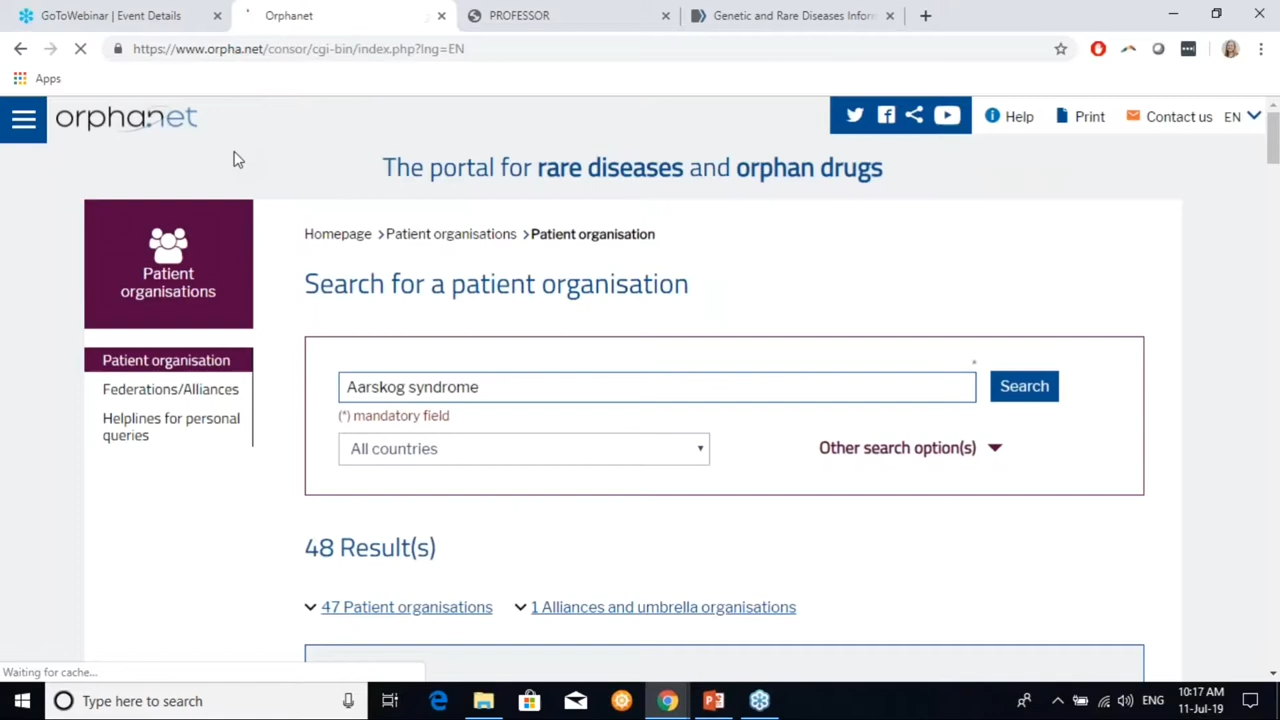 GoToWebinar | Event Details
Orphanet
PROFESSOR
Genetic and Rare Diseases Inform
https://www.orpha.net/consor/cgi-bin/index.php?lng=EN
Apps
orphanet
Help
Print
Contact us
EN
The portal for rare diseases and orphan drugs
Patient
organisations
Patient organisation
Federations/Alliances
Helplines for personal
queries
Homepage >Patient organisations >Patient organisation
Search for a patient organisation
*
Aarskog syndrome
Search
(*) mandatory field
All countries
Other search option(s)
48 Result(s)
47 Patient organisations
1 Alliances and umbrella organisations
Waiting for cache...
Type here to search
ENG
10:17 AM
11-Jul-19